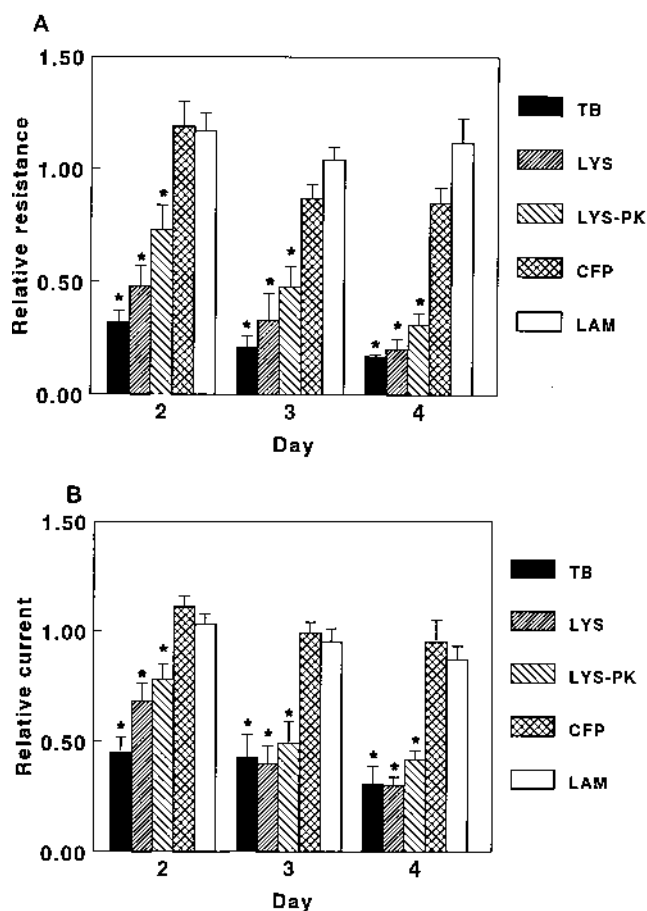 A
1.50
1.00
0.50
0.00
Relative resistance
* * *
* * *
* * *
2 3 4
Day
TB
LYS
LYS-PK
CFP
LAM
B
1.50
1.00
0.50
0.00
Relative current
* * *
* * *
* * *
2 3 4
Day
TB
LYS
LYS-PK
CFP
LAM